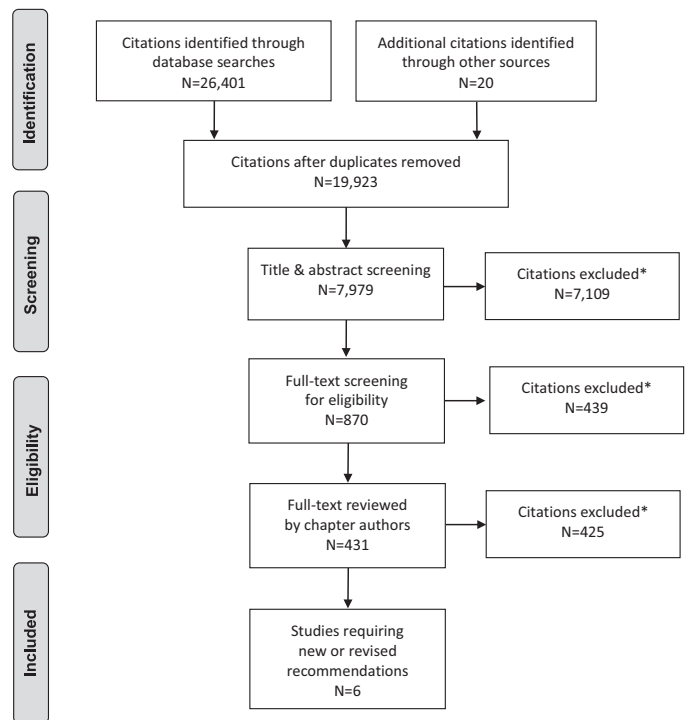 Identification
Citations identified through
database searches
N=26,401
Additional citations identified
through other sources
N=20
Citations after duplicates removed
N=19,923
Screening
Title & abstract screening
N=7,979
Citations excluded*
N=7,109
Eligibility
Full-text screening
for eligibility
N=870
Citations excluded*
N=439
Full-text reviewed
by chapter authors
N=431
Citations excluded*
N=425
Included
Studies requiring
new or revised
recommendations
N=6